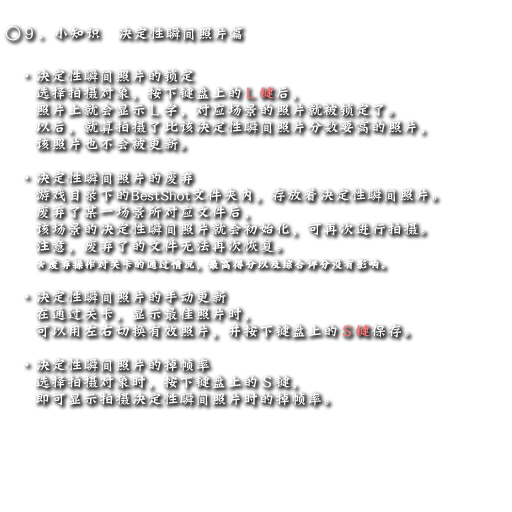 ◉９．小知识　决定性瞬间照片篇
・决定性瞬间照片的锁定
选择拍摄对象，按下键盘上的Ｌ键后，
照片上就会显示Ｌ字，对应场景的照片就被锁定了。
以后，就算拍摄了比该决定性瞬间照片分数要高的照片，
该照片也不会被更新。
・决定性瞬间照片的废弃
游戏目录下的BestShot文件夹内，存放着决定性瞬间照片。
废弃了某一场景所对应文件后，
该场景的决定性瞬间照片就会初始化，可再次进行拍摄。
注意，废弃了的文件无法再次恢复。
★废弃操作对关卡的通过情况，最高得分以及综合评分没有影响。
・决定性瞬间照片的手动更新
在通过关卡，显示最佳照片时，
可以用左右切换有效照片，并按下键盘上的Ｓ键保存。
・决定性瞬间照片的掉帧率
选择拍摄对象时，按下键盘上的Ｓ键，
即可显示拍摄决定性瞬间照片时的掉帧率。